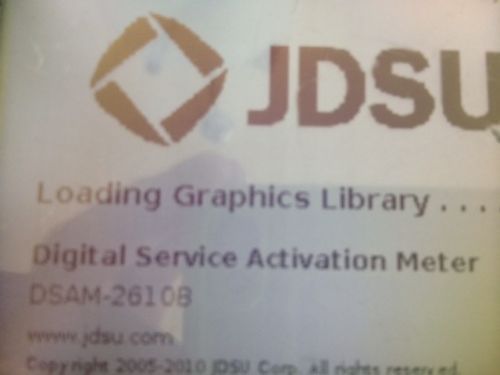 JDSU
Loading Graphics Library . . . .
Digital Service Activation Meter
DSAM-2610B
www.jdsu.com
Copyright 2005-2010 JDSU Corp. All rights reserved.